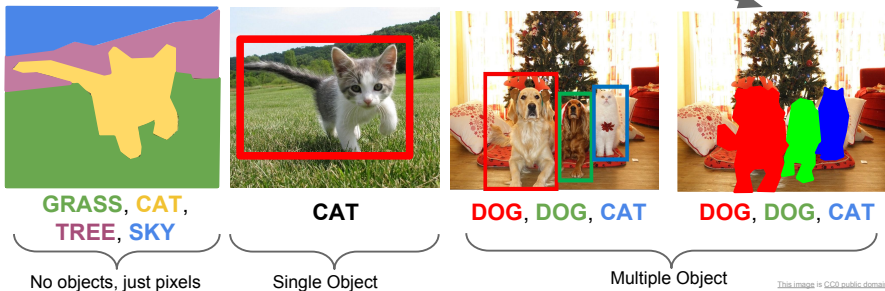 GRASS, CAT,
TREE, SKY
CAT
DOG, DOG, CAT
DOG, DOG, CAT
No objects, just pixels
Single Object
Multiple Object
This image is CC0 public domai